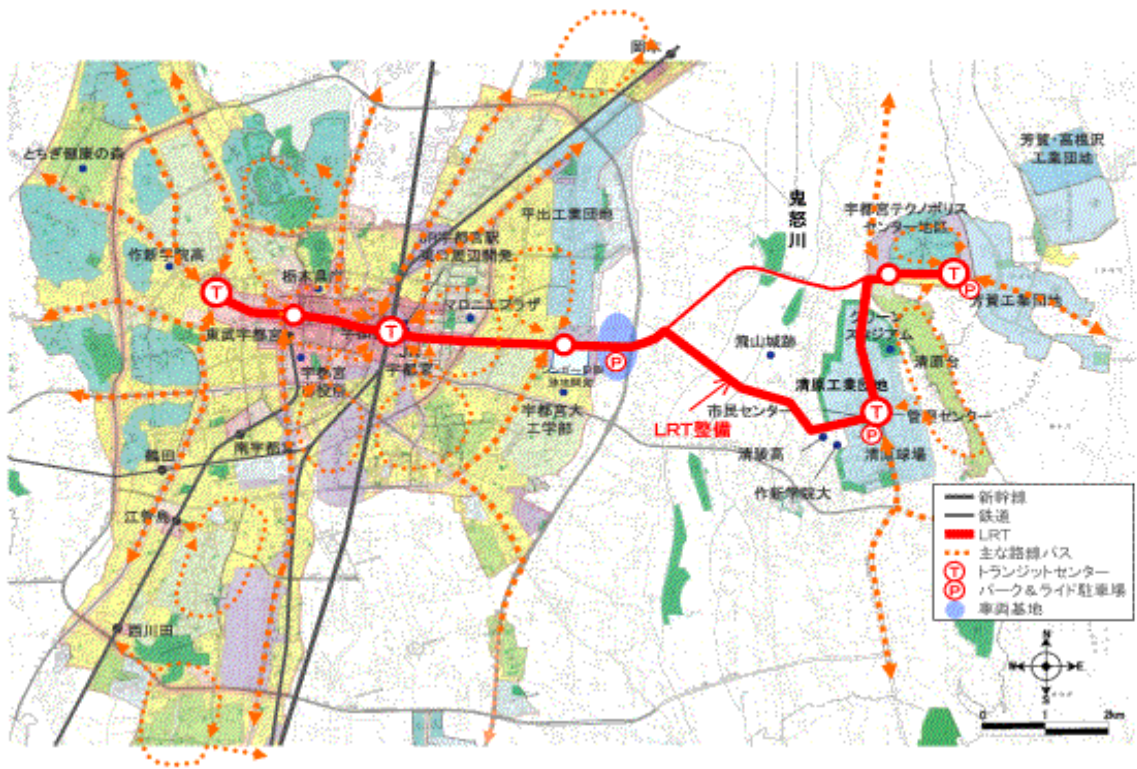 岡本
とちぎ健康の森
芳賀・高根沢
工業団地
鬼怒川
平出工業団地
宇都宮テクノポリス
センター地区
JR宇都宮駅
東口周辺開発
作新学院高
栃木県
T
T
P
マロニエプラザ
芳賀工業団地
グリーン
スタジアム
東武宇都宮
T
飛山城跡
清原台
JR
宇都宮
P
宇都宮
市役所
清原工業団地
宇都宮大
工学部
市民センター
T
管理センター
LRT整備
P
南宇都宮
清陵高
清原球場
鶴田
作新学院大
江曽島
西川田
新幹線
鉄道
LRT
主な路線バス
T トランジットセンター
P パーク&ライド駐車場
車両基地
N
W E
S
0 1 2km